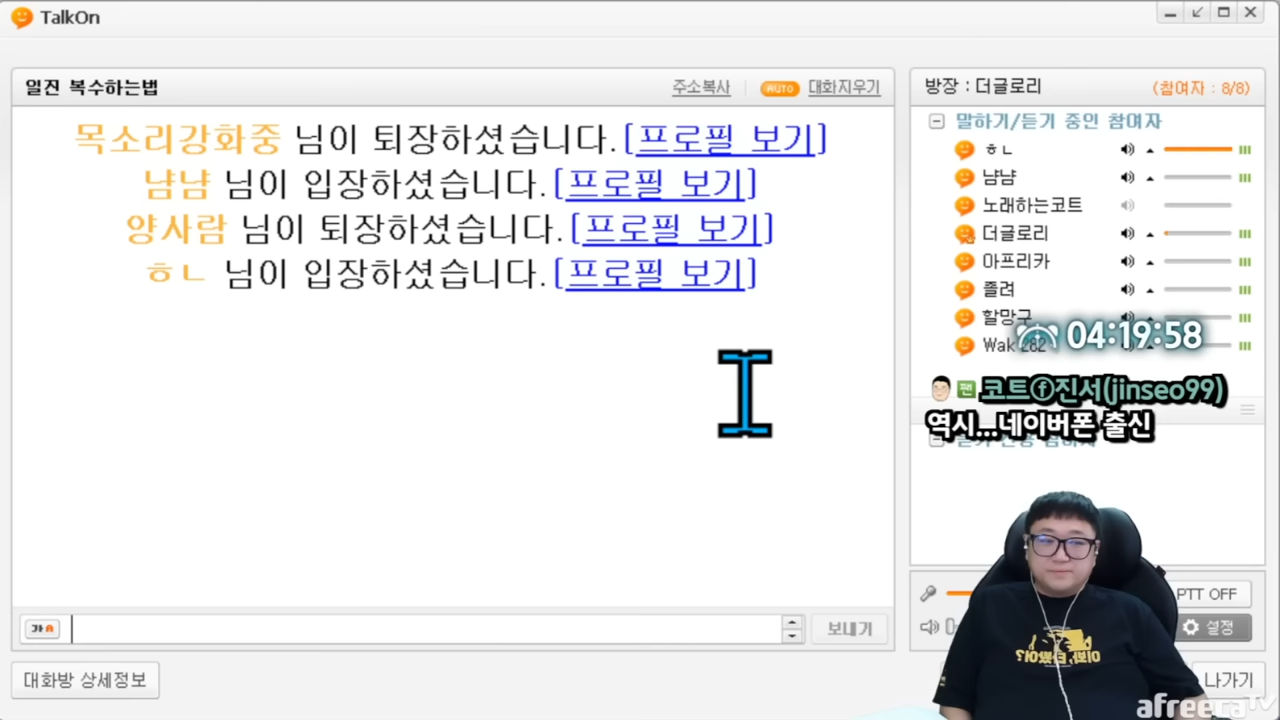 TalkOn
일진 복수하는법
주소복사
AUTO
대화지우기
목소리강화중 님이 퇴장하셨습니다.[프로필 보기]
냠냠 님이 입장하셨습니다.[프로필 보기]
양사람 님이 퇴장하셨습니다.[프로필 보기]
ㅎㄴ 님이 입장하셨습니다.[프로필 보기]
가A
보내기
대화방 상세정보
방장 : 더글로리
(참여자 : 8/8)
말하기/듣기 중인 참여자
ㅎㄴ
냠냠
노래하는코트
더글로리
아프리카
졸려
할망구
Wak
04:19:58
팬 코트ⓕ진서(jinseo99)
역시...네이버폰 출신
PTT OFF
설정
나가기
afreecaTV